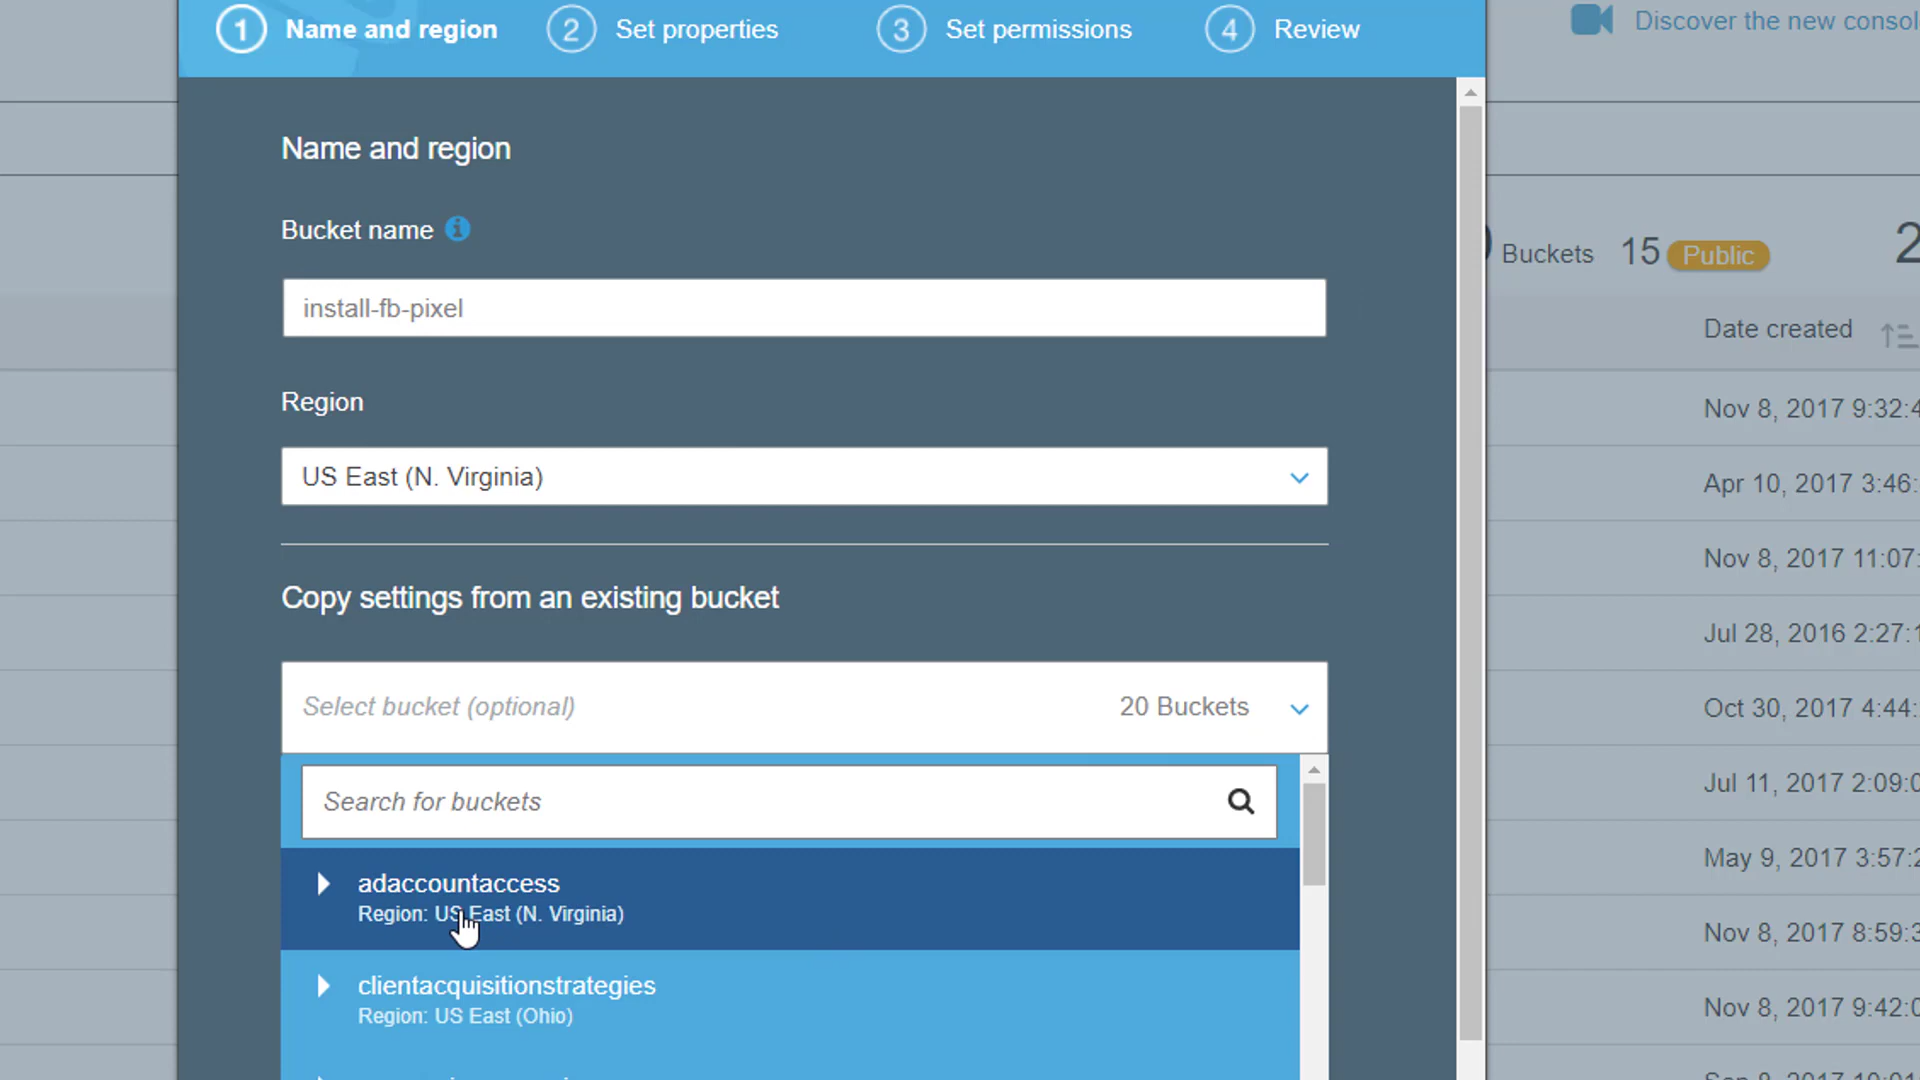 1 Name and region 2 Set properties 3 Set permissions 4 Review
Discover the new consol
Name and region
Bucket name
install-fb-pixel
Buckets 15 Public 2
Region
US East (N. Virginia)
Copy settings from an existing bucket
Select bucket (optional) 20 Buckets
Search for buckets
adaccountaccess
Region: US East (N. Virginia)
clientacquisitionstrategies
Region: US East (Ohio)
Date created
Nov 8, 2017 9:32:4
Apr 10, 2017 3:46:
Nov 8, 2017 11:07:
Jul 28, 2016 2:27:1
Oct 30, 2017 4:44:
Jul 11, 2017 2:09:0
May 9, 2017 3:57:2
Nov 8, 2017 8:59:3
Nov 8, 2017 9:42:0